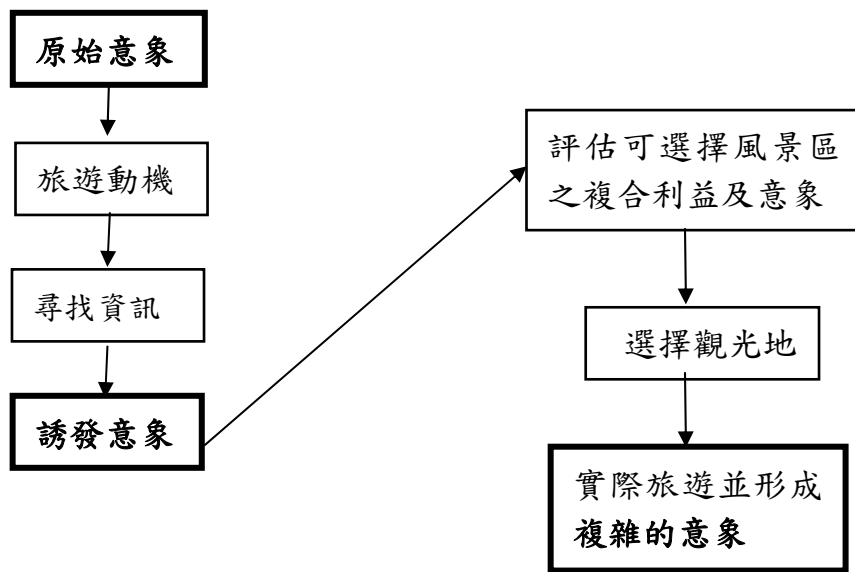 原始意象
旅遊動機
尋找資訊
誘發意象
評估可選擇風景區
之複合利益及意象
選擇觀光地
實際旅遊並形成
複雜的意象